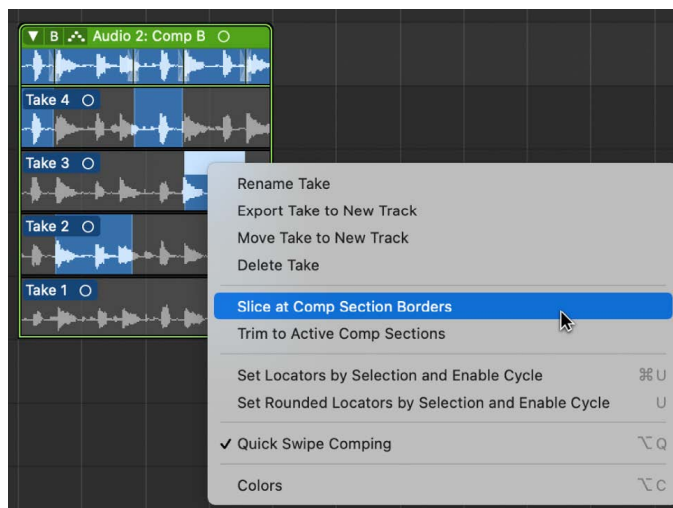 B Audio 2: Comp B
Take 4
Take 3
Take 2
Take 1
Rename Take
Export Take to New Track
Move Take to New Track
Delete Take
Slice at Comp Section Borders
Trim to Active Comp Sections
Set Locators by Selection and Enable Cycle ⌘U
Set Rounded Locators by Selection and Enable Cycle U
✓ Quick Swipe Comping ⌥Q
Colors ⌥C